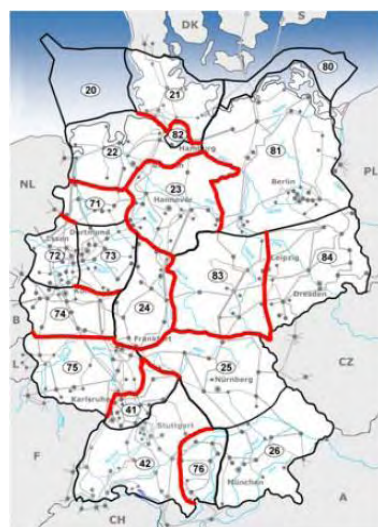 DK
S
20
21
80
82
Hamburg
22
81
PL
NL
23
Berlin
71
Hannover
Essen
Dortmund
72
73
83
Leipzig
84
Dresden
B
74
24
Frankfurt
CZ
L
75
25
Nürnberg
Karlsruhe
41
Stuttgart
F
42
76
26
München
A
CH